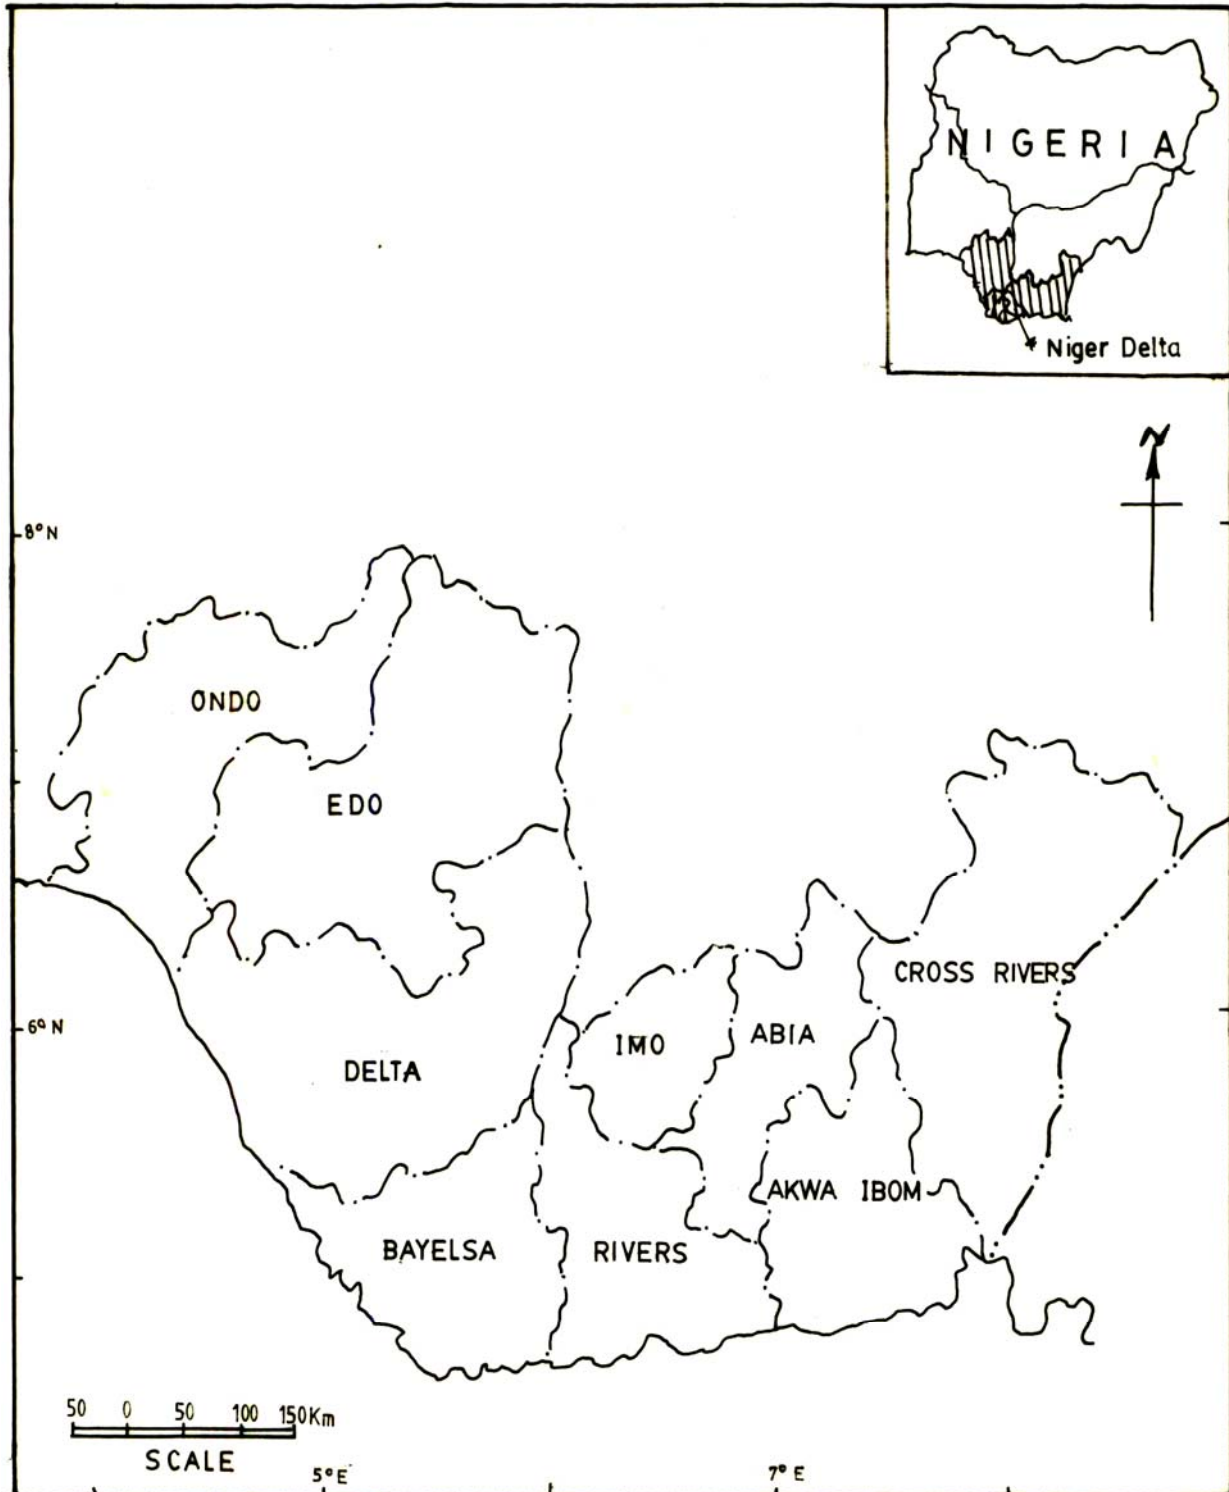 NIGERIA
Niger Delta
N
8°N
ONDO
EDO
CROSS RIVERS
6°N
IMO
ABIA
DELTA
AKWA IBOM
BAYELSA
RIVERS
50 0 50 100 150Km
SCALE
5°E
7°E